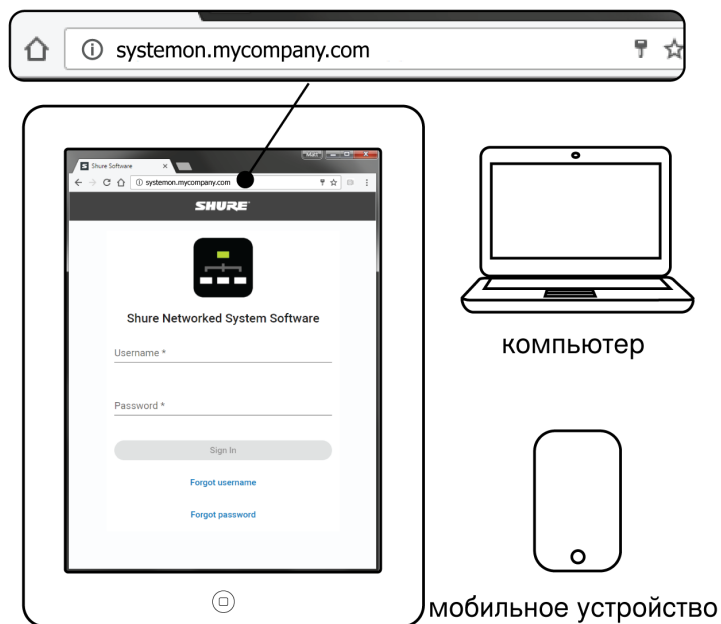 systemon.mycompany.com
Shure Software
Matt
systemon.mycompany.com
SHURE
Shure Networked System Software
Username *
Password *
Sign In
Forgot username
Forgot password
компьютер
мобильное устройство